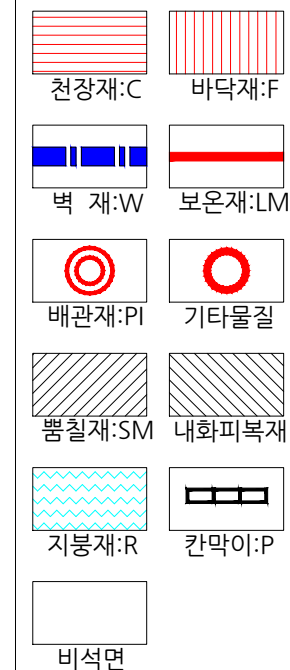 천장재:C 바닥재:F
벽 재:W 보온재:LM
배관재:PI 기타물질
뿜칠재:SM 내화피복재
지붕재:R 칸막이:P
비석면